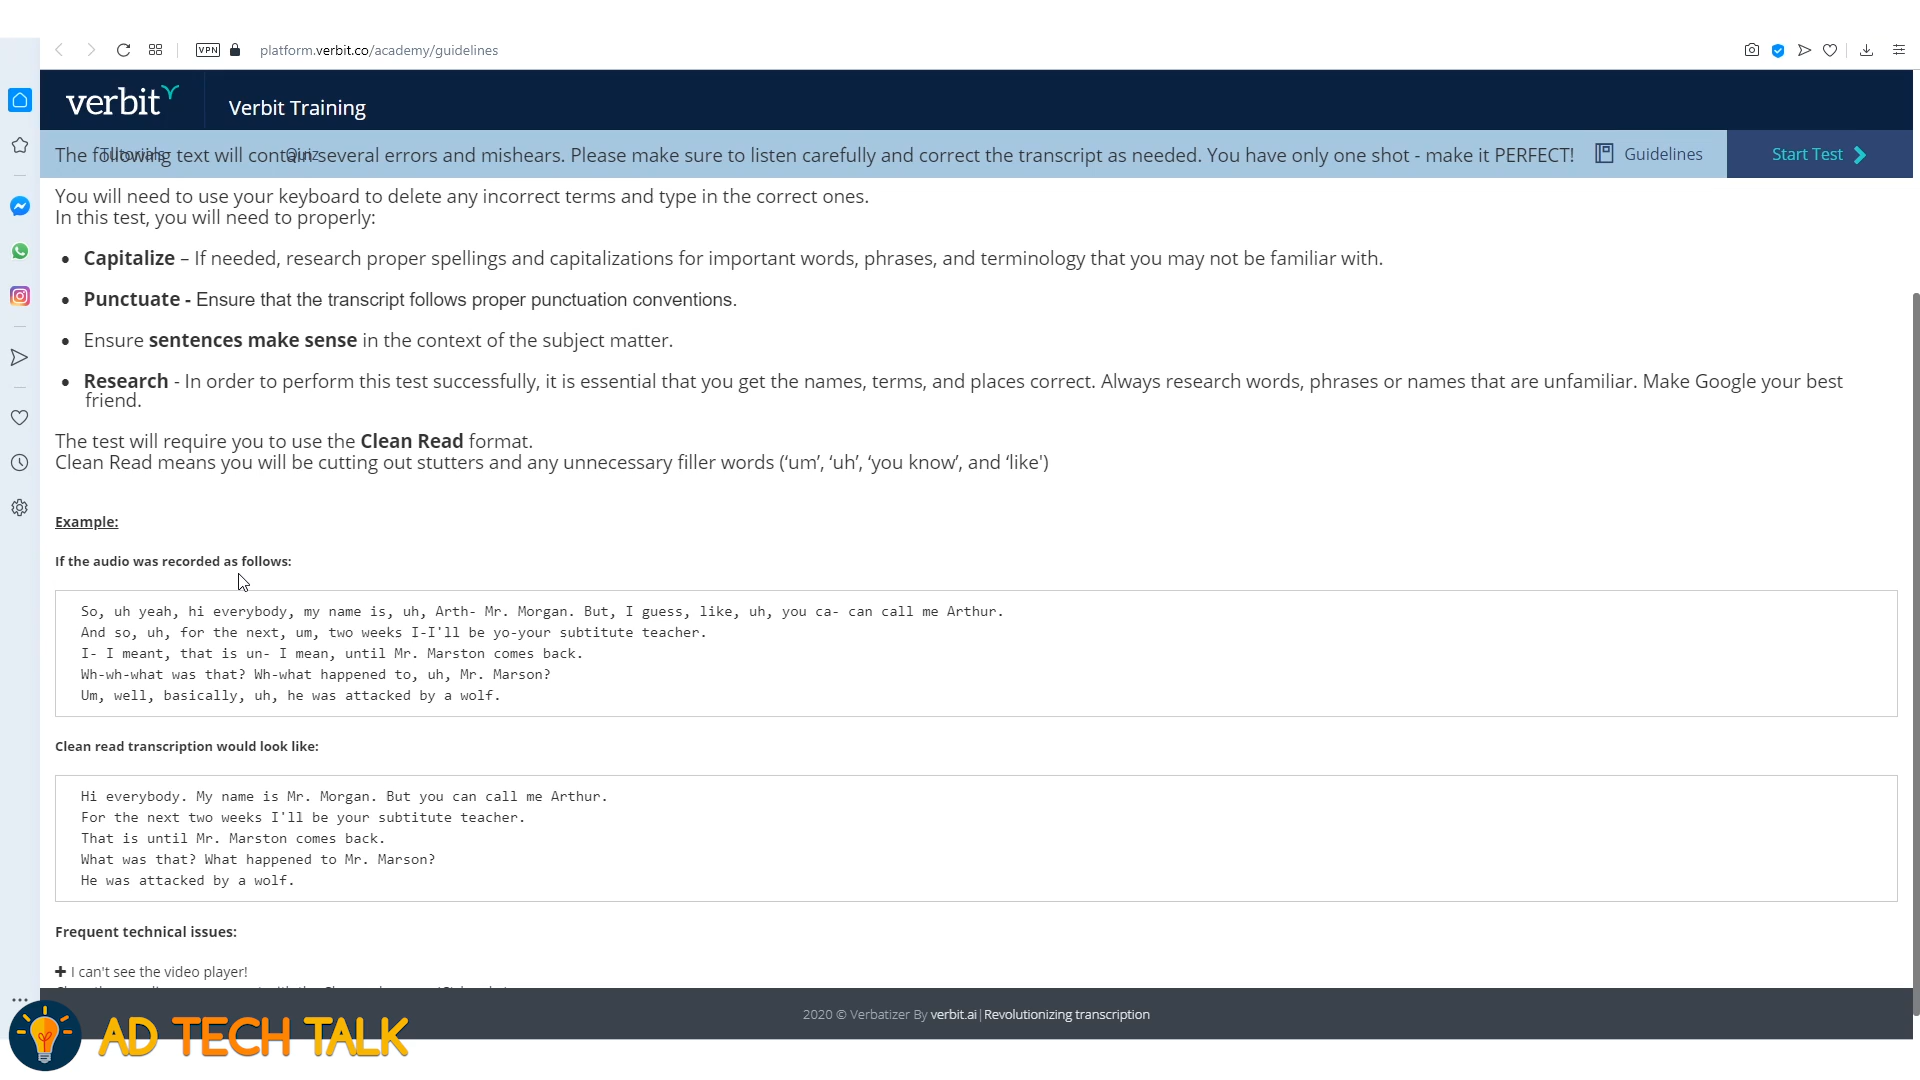 VPN
platform.verbit.co/academy/guidelines
verbit
Verbit Training
Tutorials
Quiz
The following text will contain several errors and mishears. Please make sure to listen carefully and correct the transcript as needed. You have only one shot - make it PERFECT!
Guidelines
Start Test
You will need to use your keyboard to delete any incorrect terms and type in the correct ones.
In this test, you will need to properly:
• Capitalize – If needed, research proper spellings and capitalizations for important words, phrases, and terminology that you may not be familiar with.
• Punctuate - Ensure that the transcript follows proper punctuation conventions.
• Ensure sentences make sense in the context of the subject matter.
• Research - In order to perform this test successfully, it is essential that you get the names, terms, and places correct. Always research words, phrases or names that are unfamiliar. Make Google your best
friend.
The test will require you to use the Clean Read format.
Clean Read means you will be cutting out stutters and any unnecessary filler words (‘um’, ‘uh’, ‘you know’, and ‘like')
Example:
If the audio was recorded as follows:
So, uh yeah, hi everybody, my name is, uh, Arth- Mr. Morgan. But, I guess, like, uh, you ca- can call me Arthur.
And so, uh, for the next, um, two weeks I-I'll be yo-your subtitute teacher.
I- I meant, that is un- I mean, until Mr. Marston comes back.
Wh-wh-what was that? Wh-what happened to, uh, Mr. Marson?
Um, well, basically, uh, he was attacked by a wolf.
Clean read transcription would look like:
Hi everybody. My name is Mr. Morgan. But you can call me Arthur.
For the next two weeks I'll be your subtitute teacher.
That is until Mr. Marston comes back.
What was that? What happened to Mr. Marson?
He was attacked by a wolf.
Frequent technical issues:
+ I can't see the video player!
2020 © Verbatizer By verbit.ai|Revolutionizing transcription
AD TECH TALK